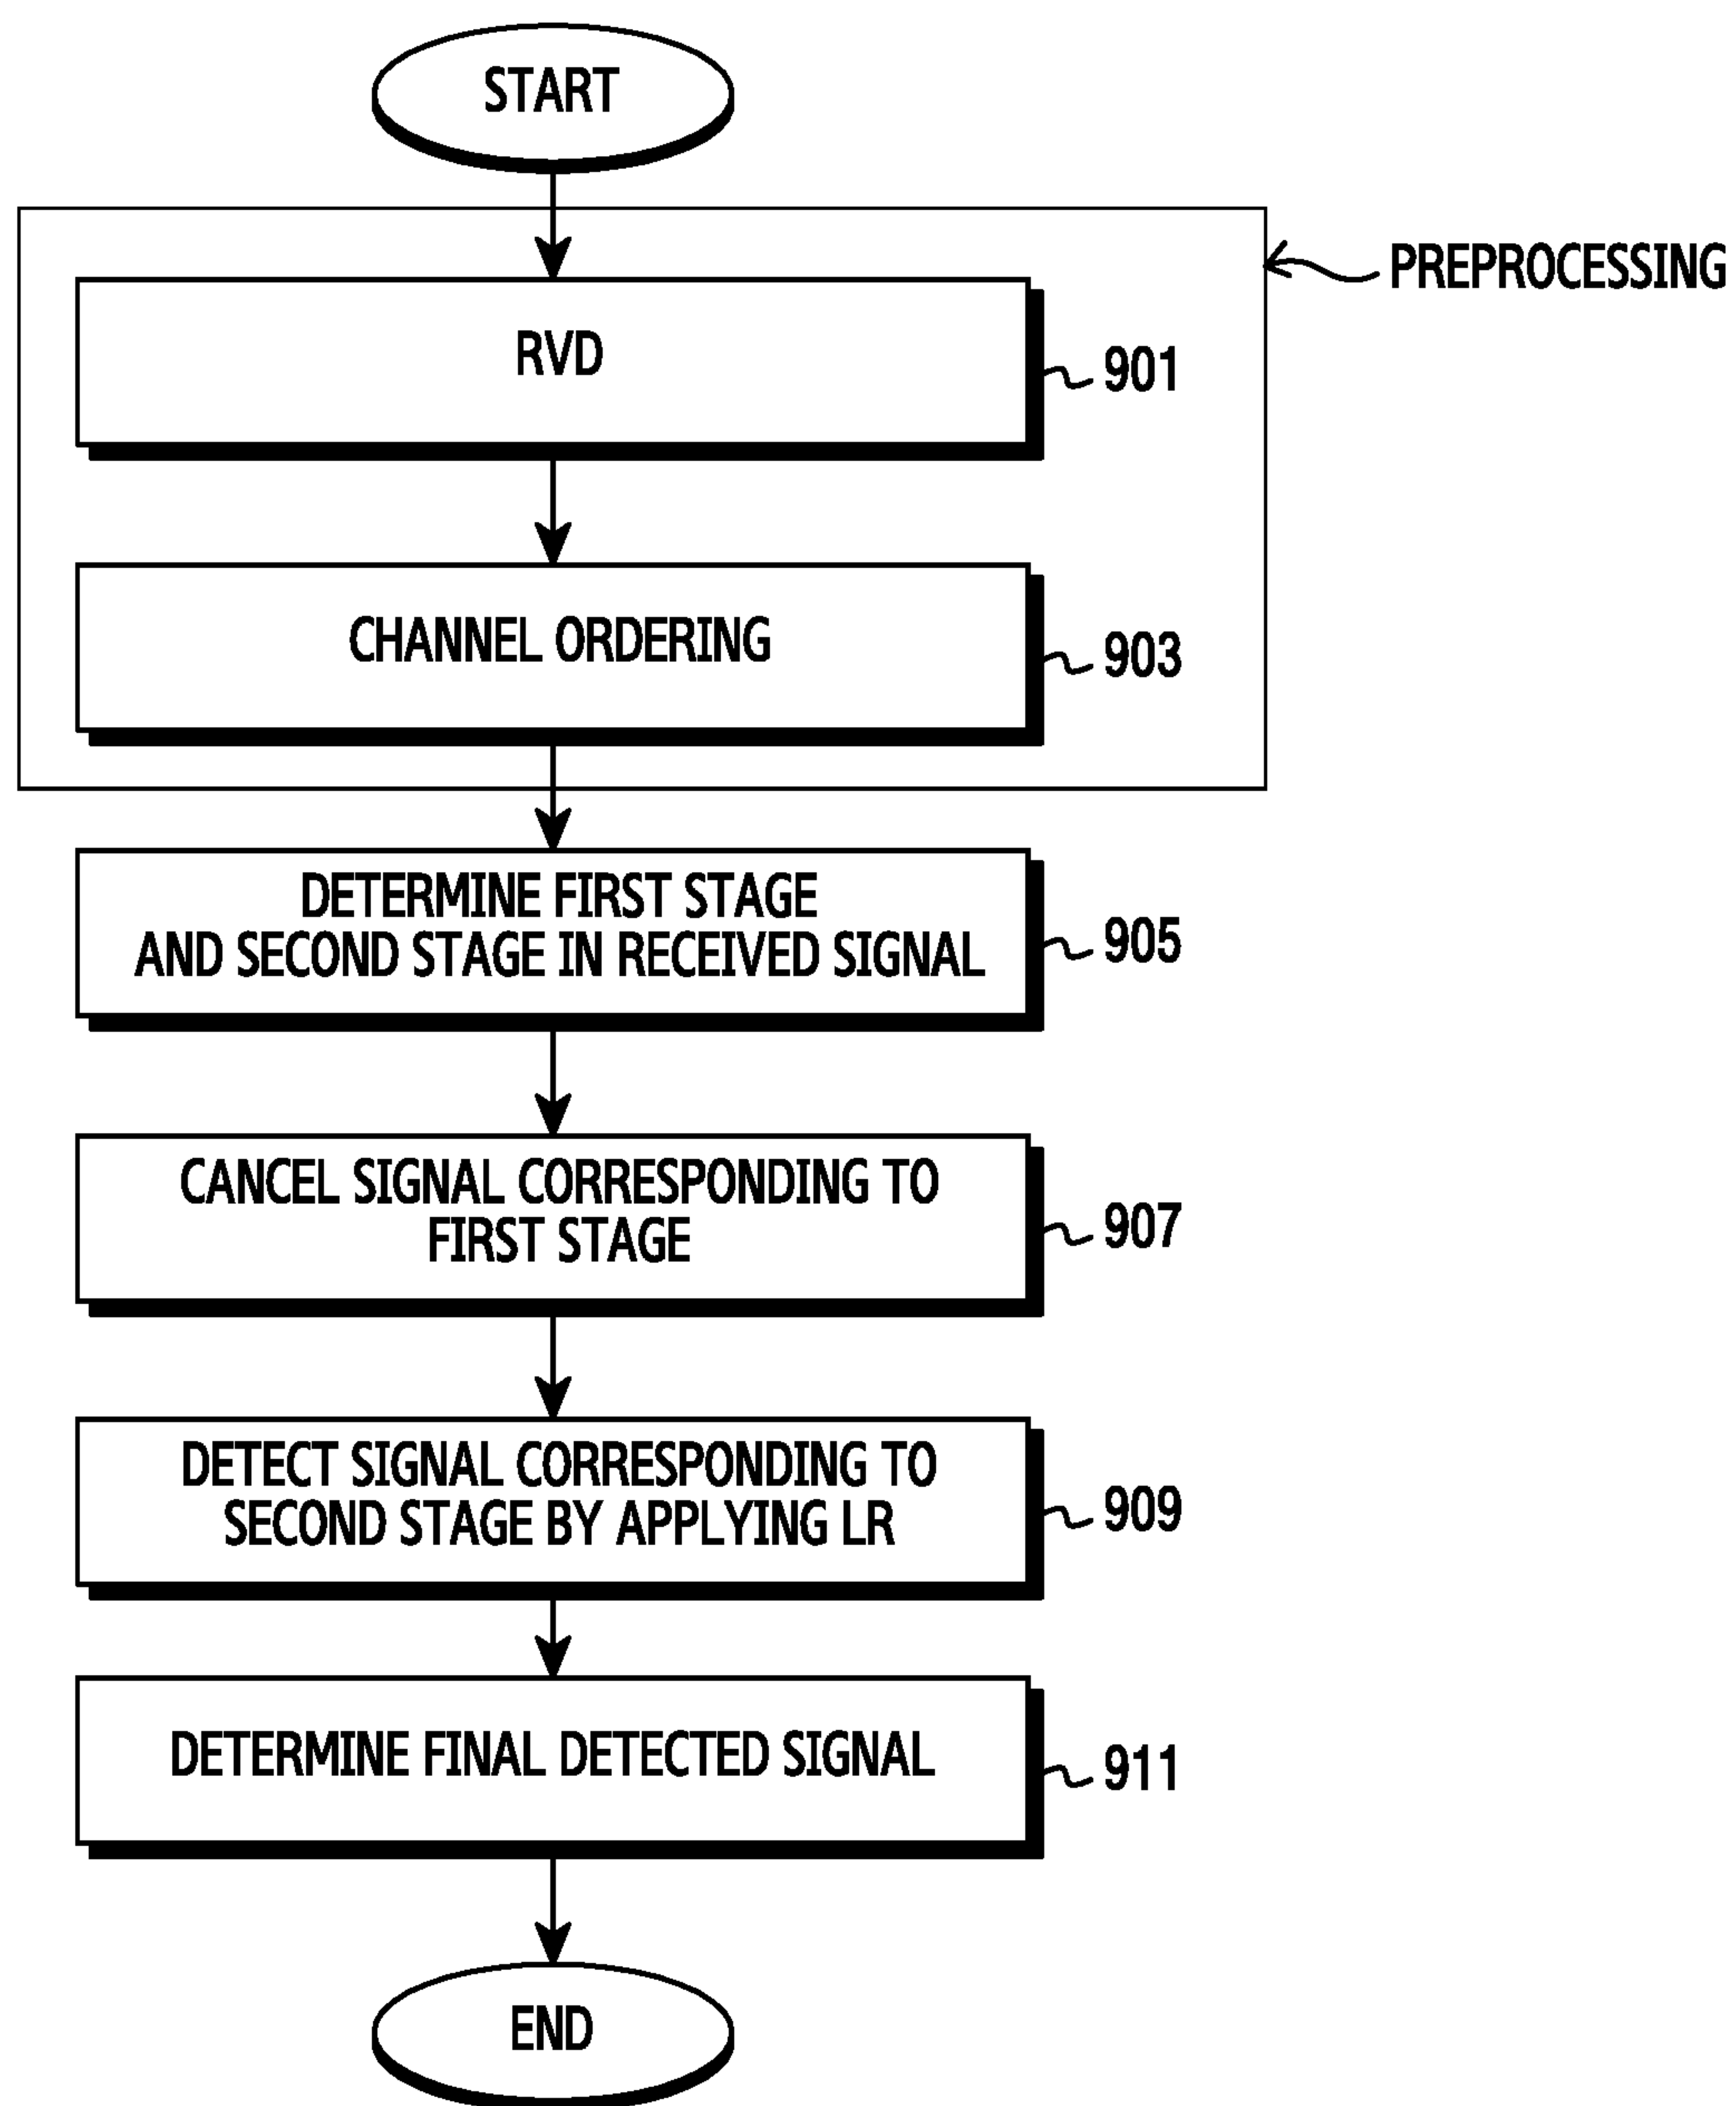 START
PREPROCESSING
RVD
901
CHANNEL ORDERING
903
DETERMINE FIRST STAGE
AND SECOND STAGE IN RECEIVED SIGNAL
905
CANCEL SIGNAL CORRESPONDING TO
FIRST STAGE
907
DETECT SIGNAL CORRESPONDING TO
SECOND STAGE BY APPLYING LR
909
DETERMINE FINAL DETECTED SIGNAL
911
END